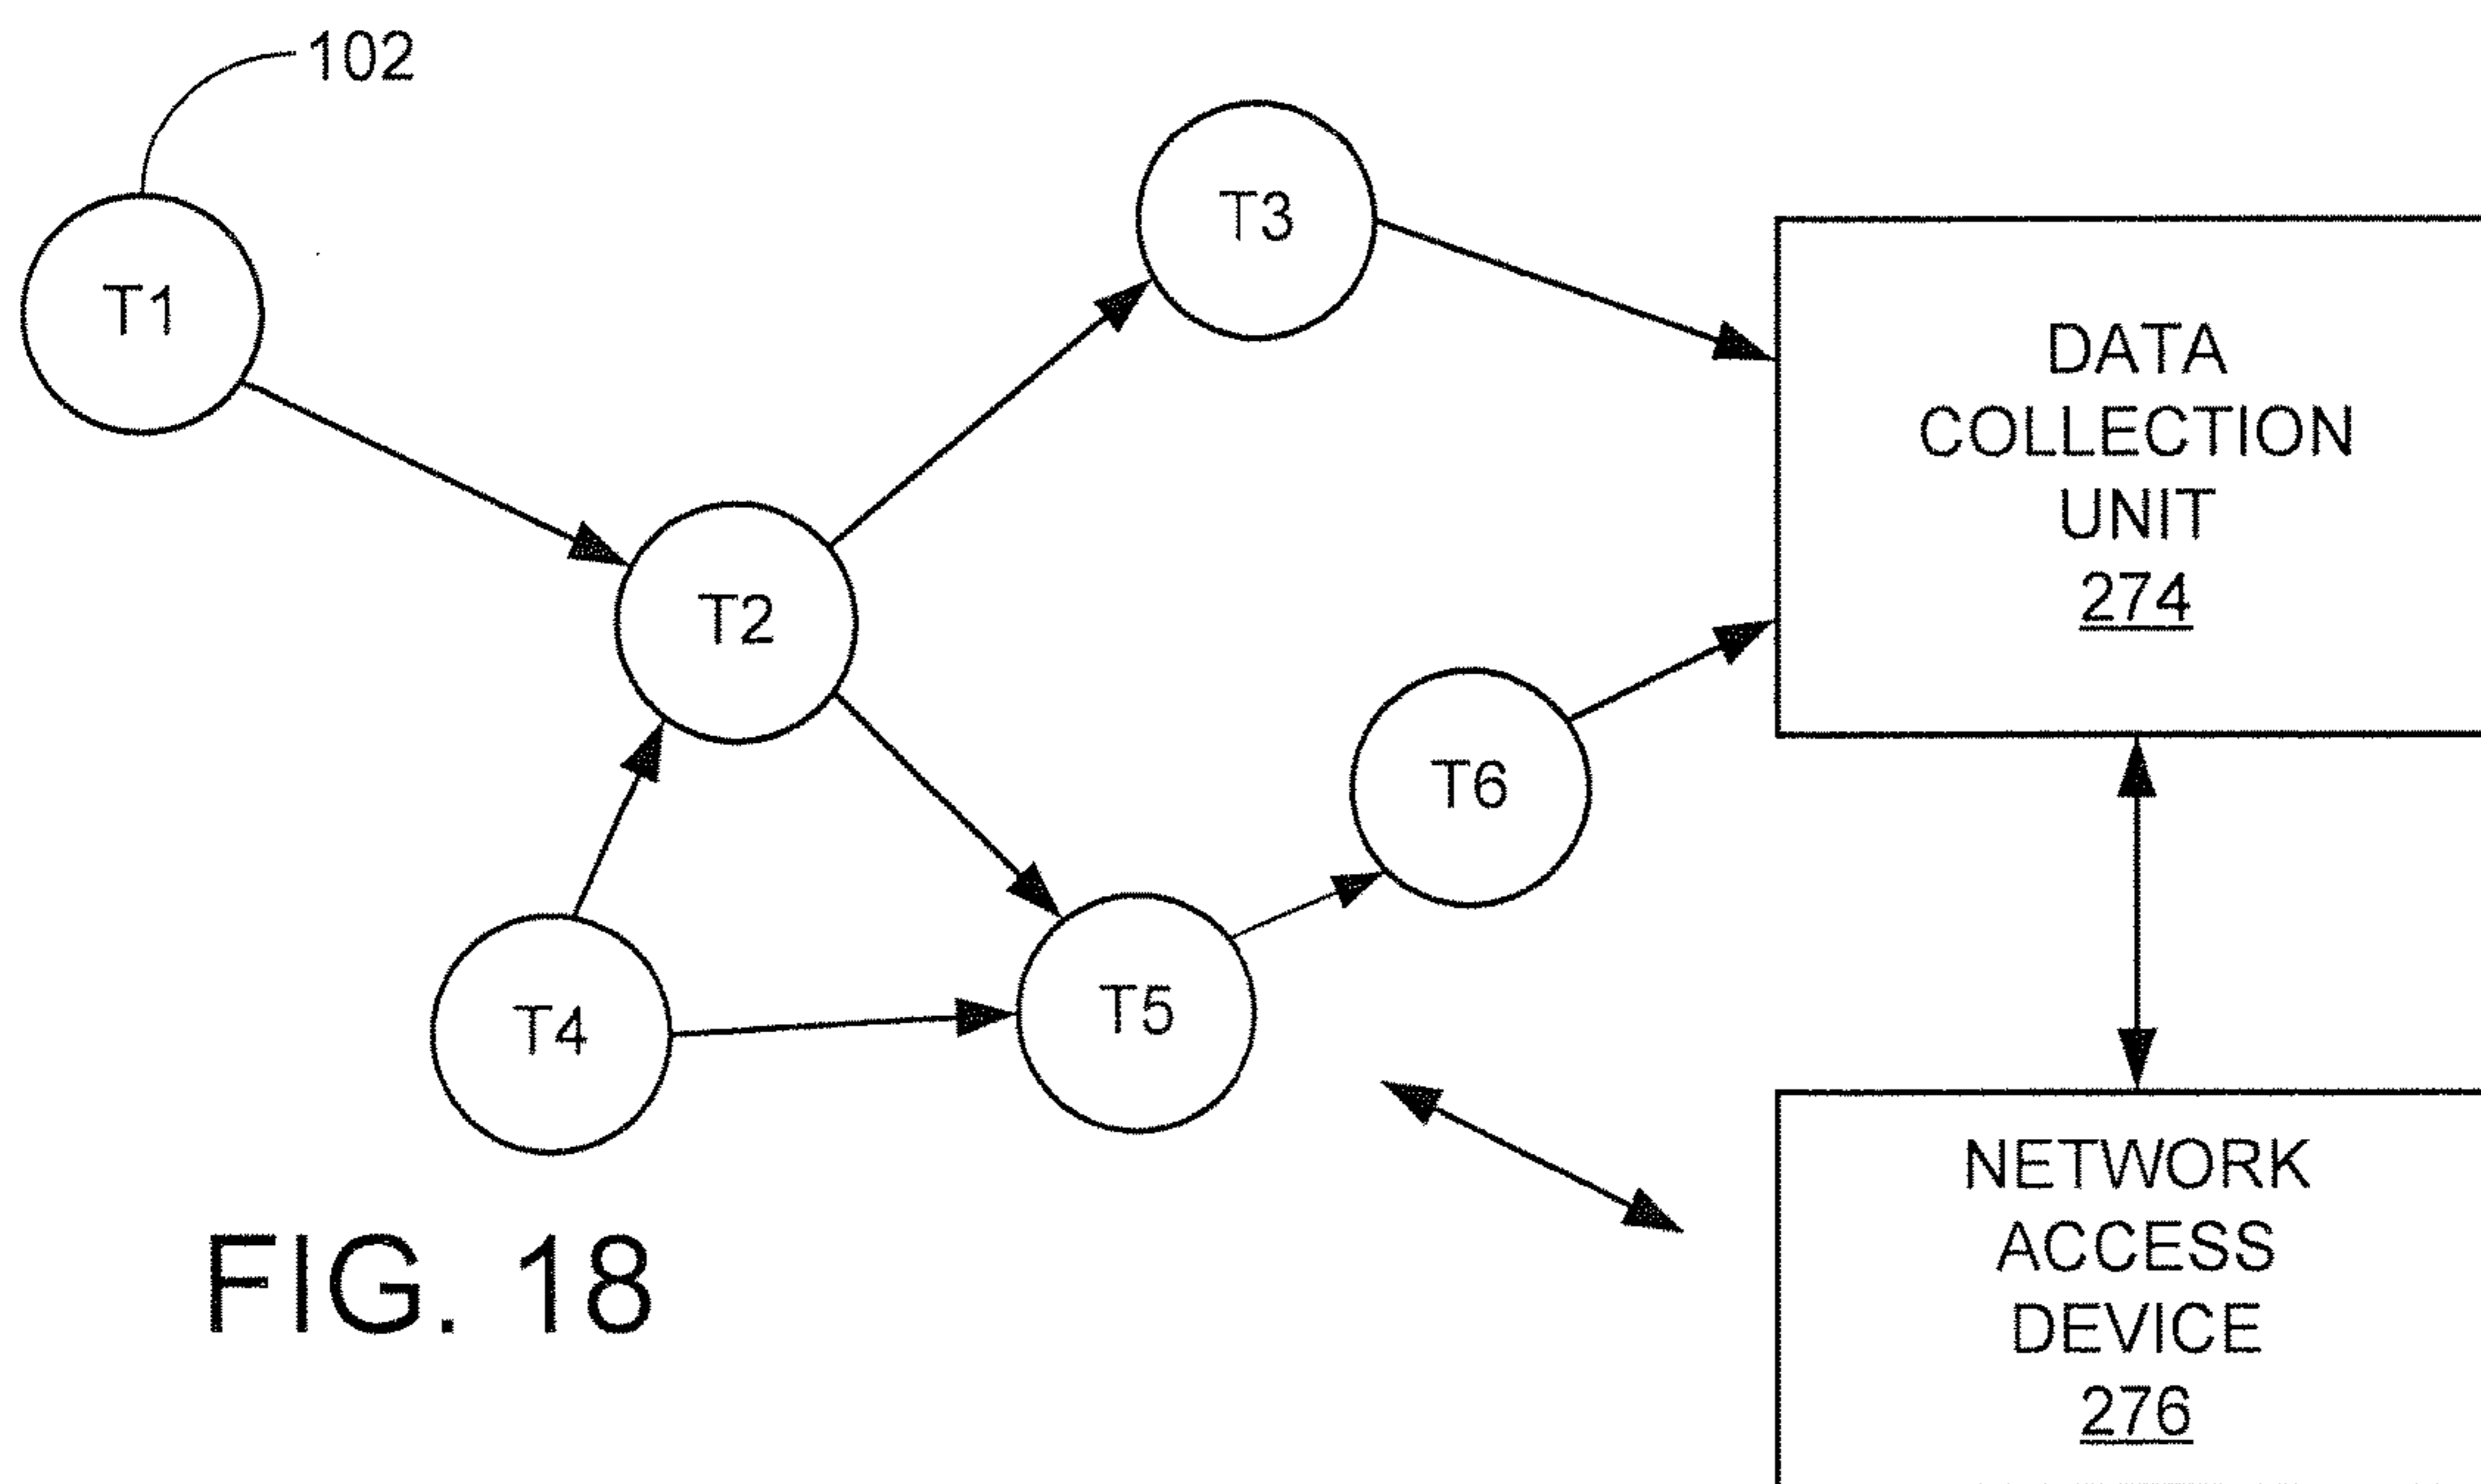 102
T1
T3
DATA
COLLECTION
UNIT
274
T2
T6
T4
T5
NETWORK
ACCESS
DEVICE
276
FIG. 18